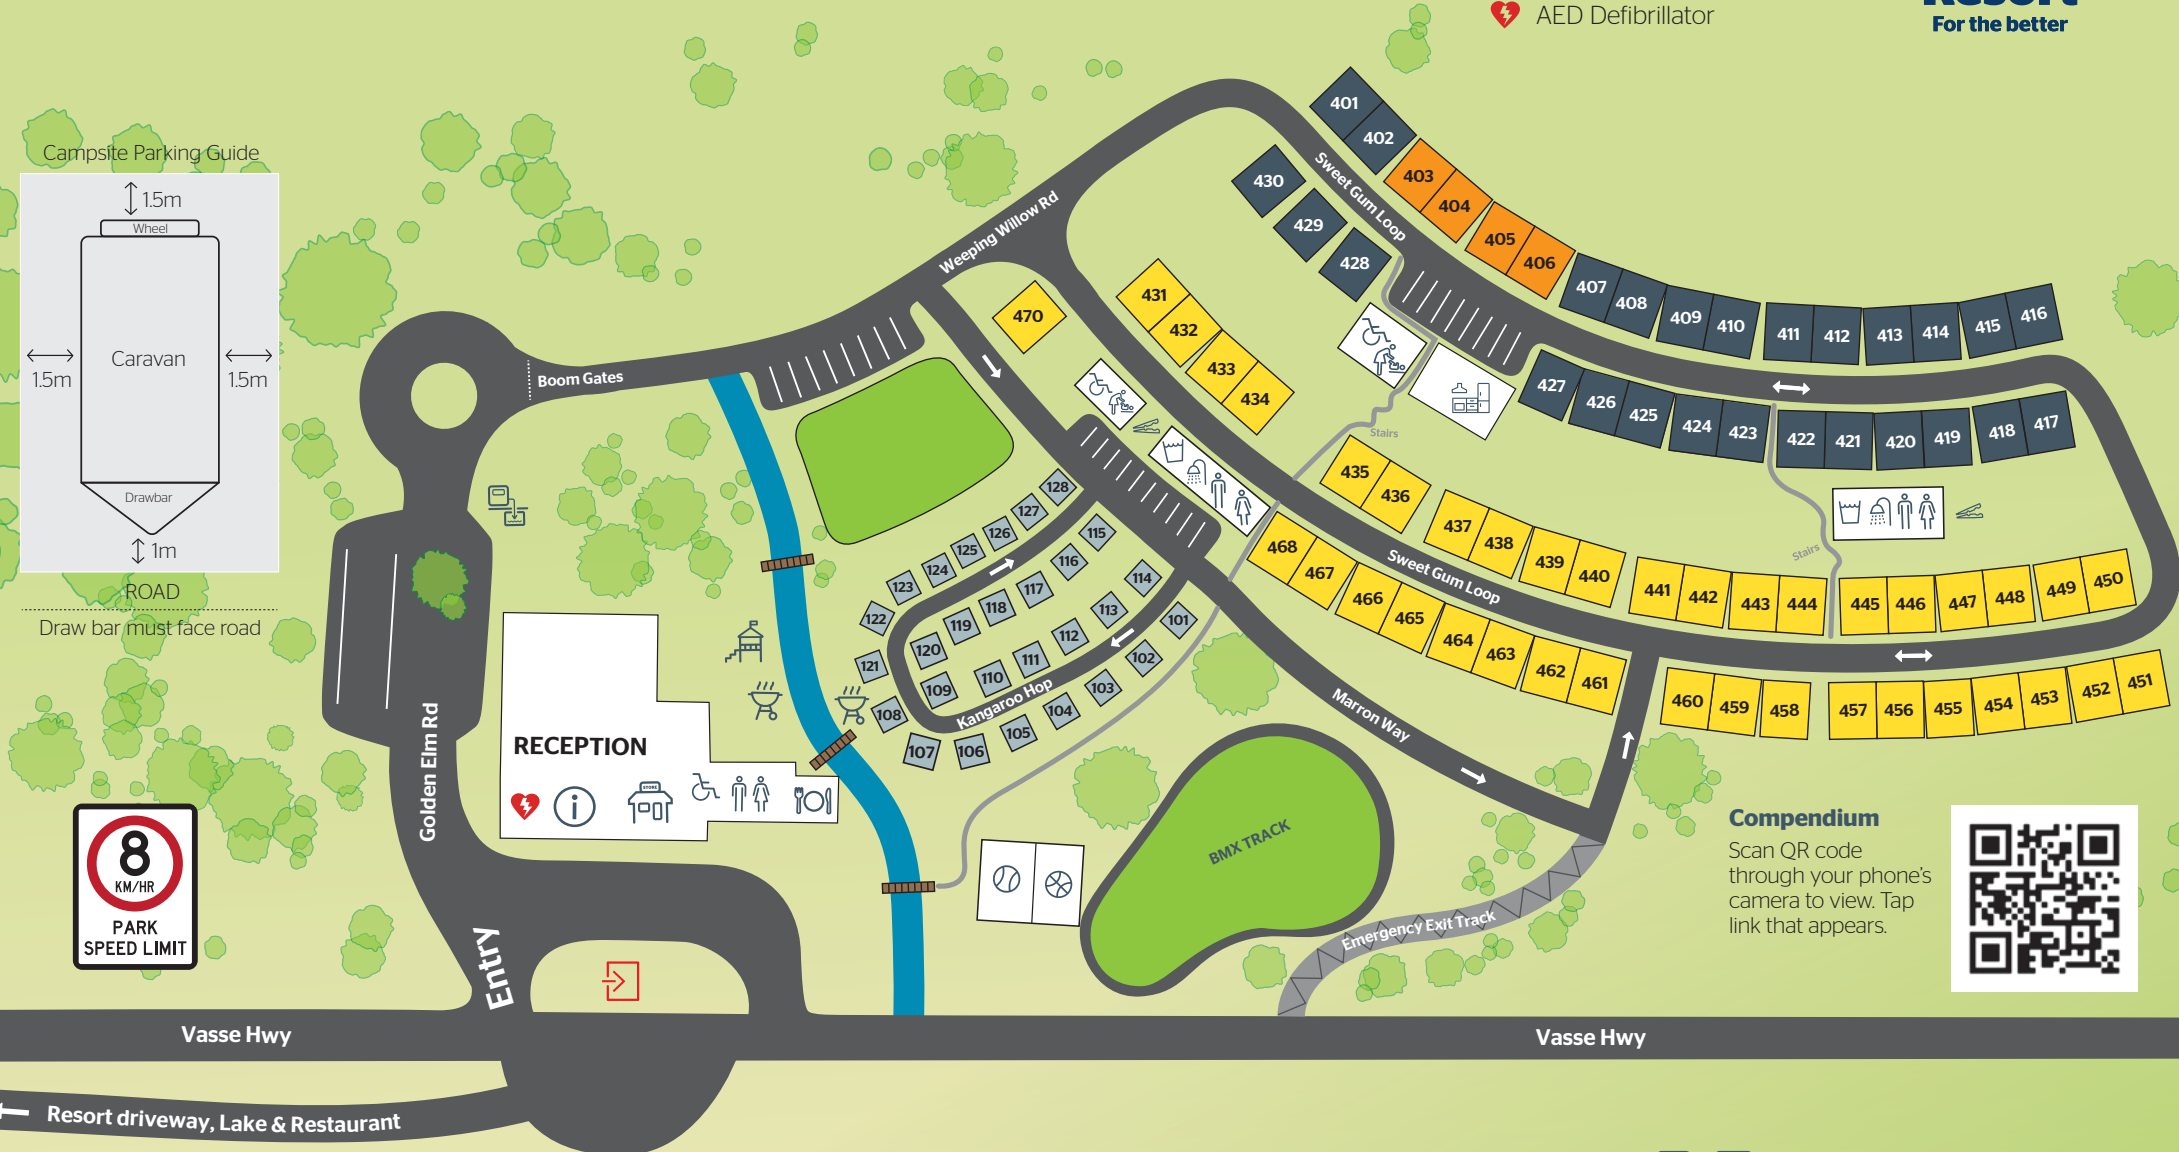 AED Defibrillator
Resort
For the better
Campsite Parking Guide
1.5m
Wheel
Caravan
1.5m
1.5m
Drawbar
1m
ROAD
Draw bar must face road
Weeping Willow Rd
Sweet Gum Loop
Boom Gates
401
402
403
404
405
406
407
408
409
410
411
412
413
414
415
416
430
429
428
427
426
425
424
423
422
421
420
419
418
417
470
431
432
433
434
Stairs
435
436
437
438
439
440
441
442
443
444
445
446
447
448
449
450
Stairs
Sweet Gum Loop
468
467
466
465
464
463
462
461
460
459
458
457
456
455
454
453
452
451
128
127
126
125
124
123
122
121
115
116
117
118
119
120
114
113
112
111
110
109
101
102
103
104
105
106
107
108
Kangaroo Hop
Marron Way
Golden Elm Rd
RECEPTION
STORE
BMX TRACK
Emergency Exit Track
Compendium
Scan QR code
through your phone's
camera to view. Tap
link that appears.
8
KM/HR
PARK
SPEED LIMIT
Entry
Vasse Hwy
Vasse Hwy
Resort driveway, Lake & Restaurant